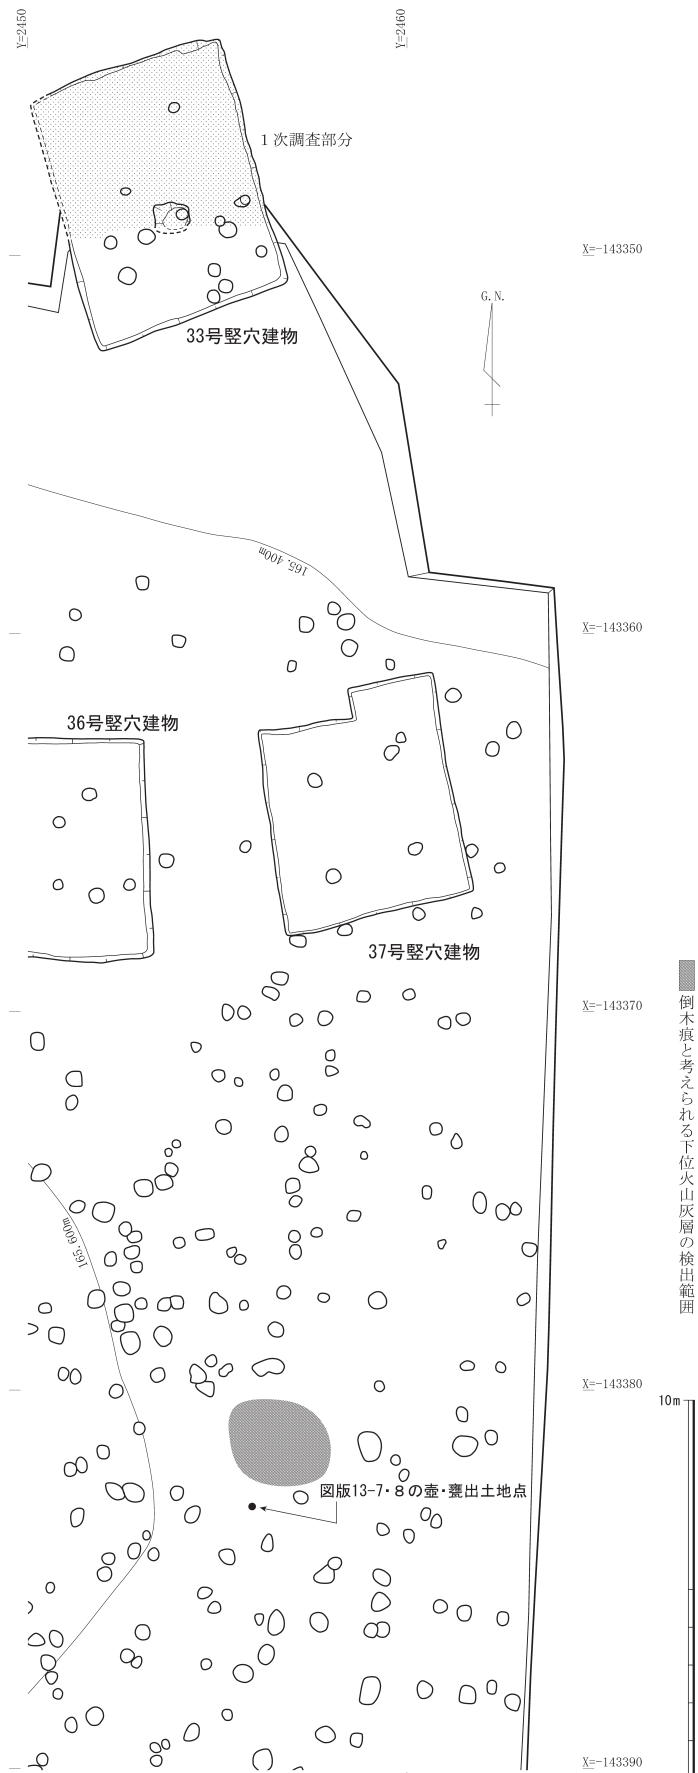 Y=2450
Y=2460
1次調査部分
X=-143350
G.N.
33号竪穴建物
165.400m
X=-143360
36号竪穴建物
37号竪穴建物
X=-143370
倒木痕と考えられる下位火山灰層の検出範囲
165.600m
X=-143380
10m
図版13-7・8の壺・甕出土地点
X=-143390